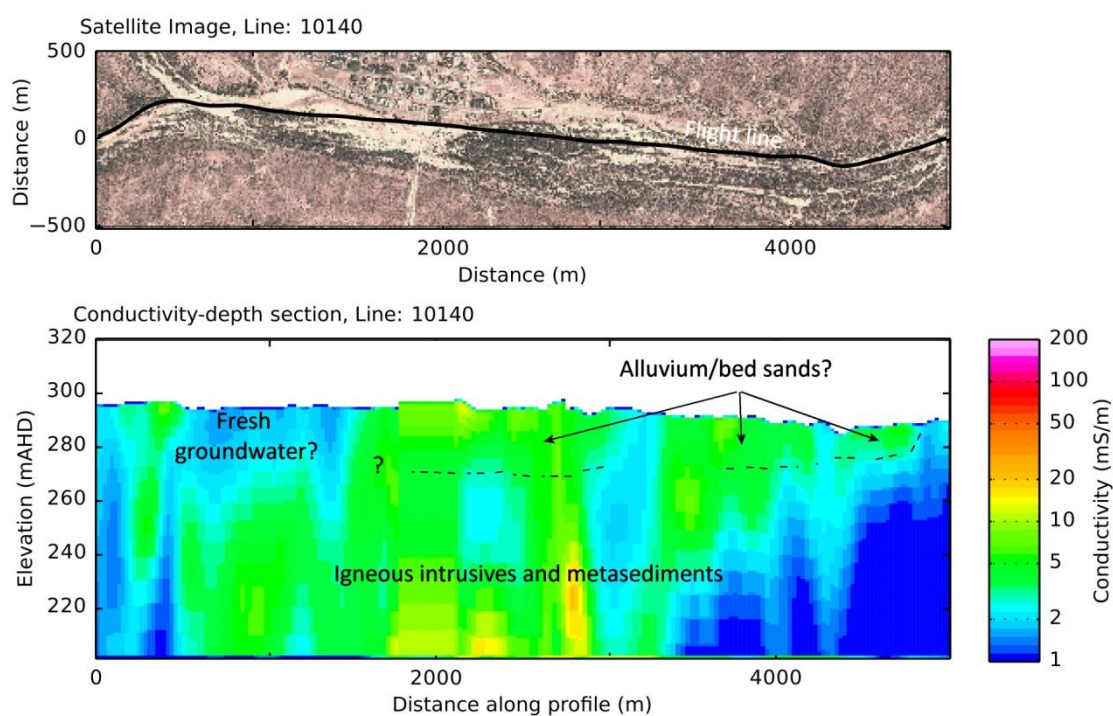 Satellite Image, Line: 10140
500
0
−500
Distance (m)
Flight line
0
2000
4000
Distance (m)
Conductivity-depth section, Line: 10140
320
300
280
260
240
220
Elevation (mAHD)
Alluvium/bed sands?
Fresh
groundwater?
?
Igneous intrusives and metasediments
0
2000
4000
Distance along profile (m)
200
100
50
20
10
5
2
1
Conductivity (mS/m)